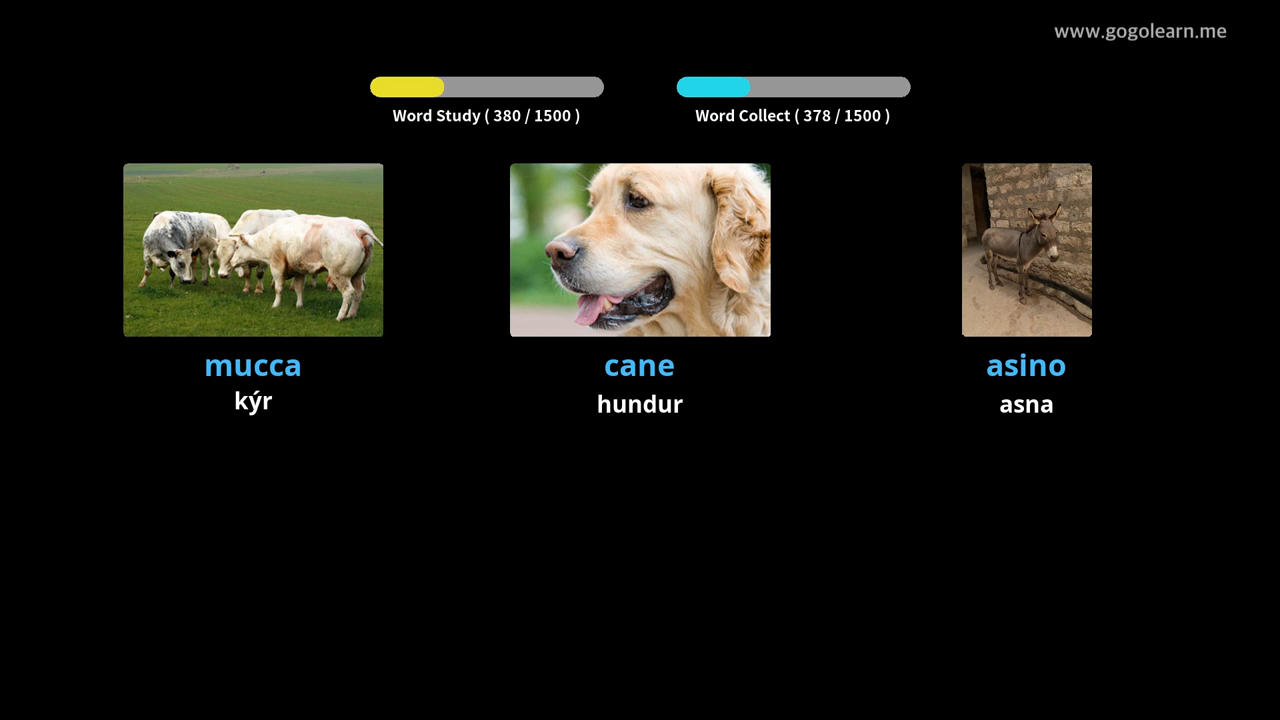 www.gogolearn.me
Word Study ( 380 / 1500 )
Word Collect ( 378 / 1500 )
mucca
kýr
cane
hundur
asino
asna